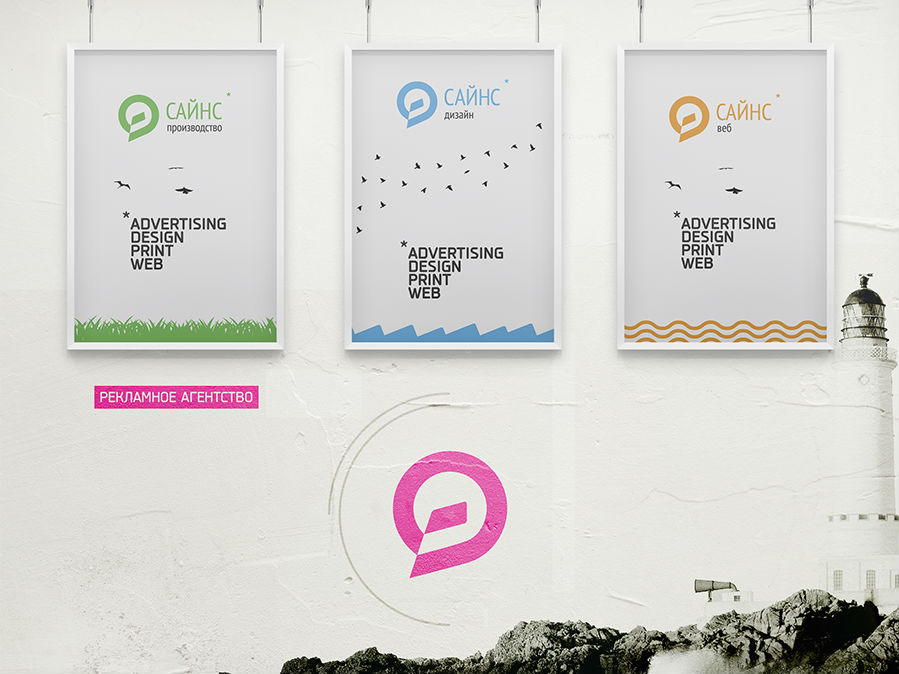 САЙНС*
производство
*ADVERTISING
DESIGN
PRINT
WEB
САЙНС*
дизайн
*ADVERTISING
DESIGN
PRINT
WEB
САЙНС*
веб
*ADVERTISING
DESIGN
PRINT
WEB
РЕКЛАМНОЕ АГЕНТСТВО